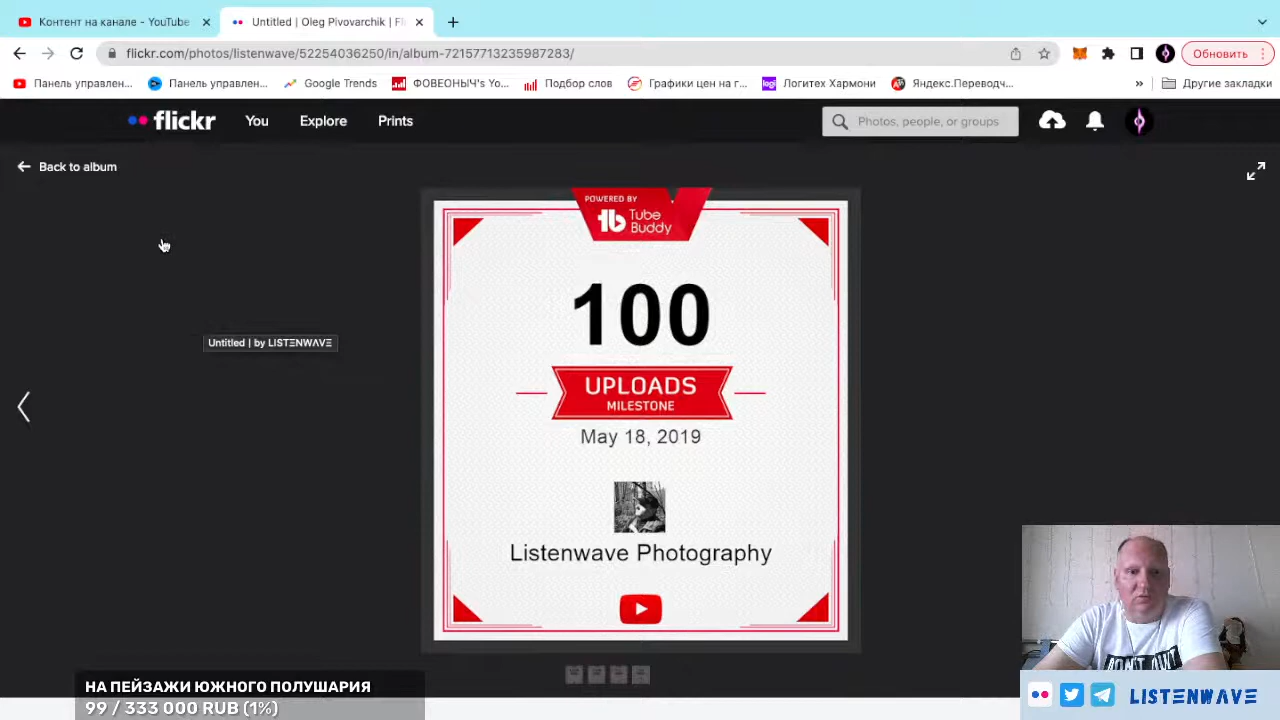 Контент на канале - YouTube
Untitled | Oleg Pivovarchik | Fl
flickr.com/photos/listenwave/52254036250/in/album-72157713235987283/
Обновить
Панель управлен...
Панель управлен...
Google Trends
ФОВЕОНЫЧ's Yo...
Подбор слов
Графики цен на г...
Логитех Хармони
Яндекс.Переводч...
»
Другие закладки
flickr
You
Explore
Prints
Photos, people, or groups
Back to album
POWERED BY
Tube
Buddy
100
UPLOADS
MILESTONE
May 18, 2019
Untitled | by LISTΞNWAVΞ
Listenwave Photography
НА ПЕЙЗАЖИ ЮЖНОГО ПОЛУШАРИЯ
99 / 333 000 RUB (1%)
LISTΞNWAVΞ